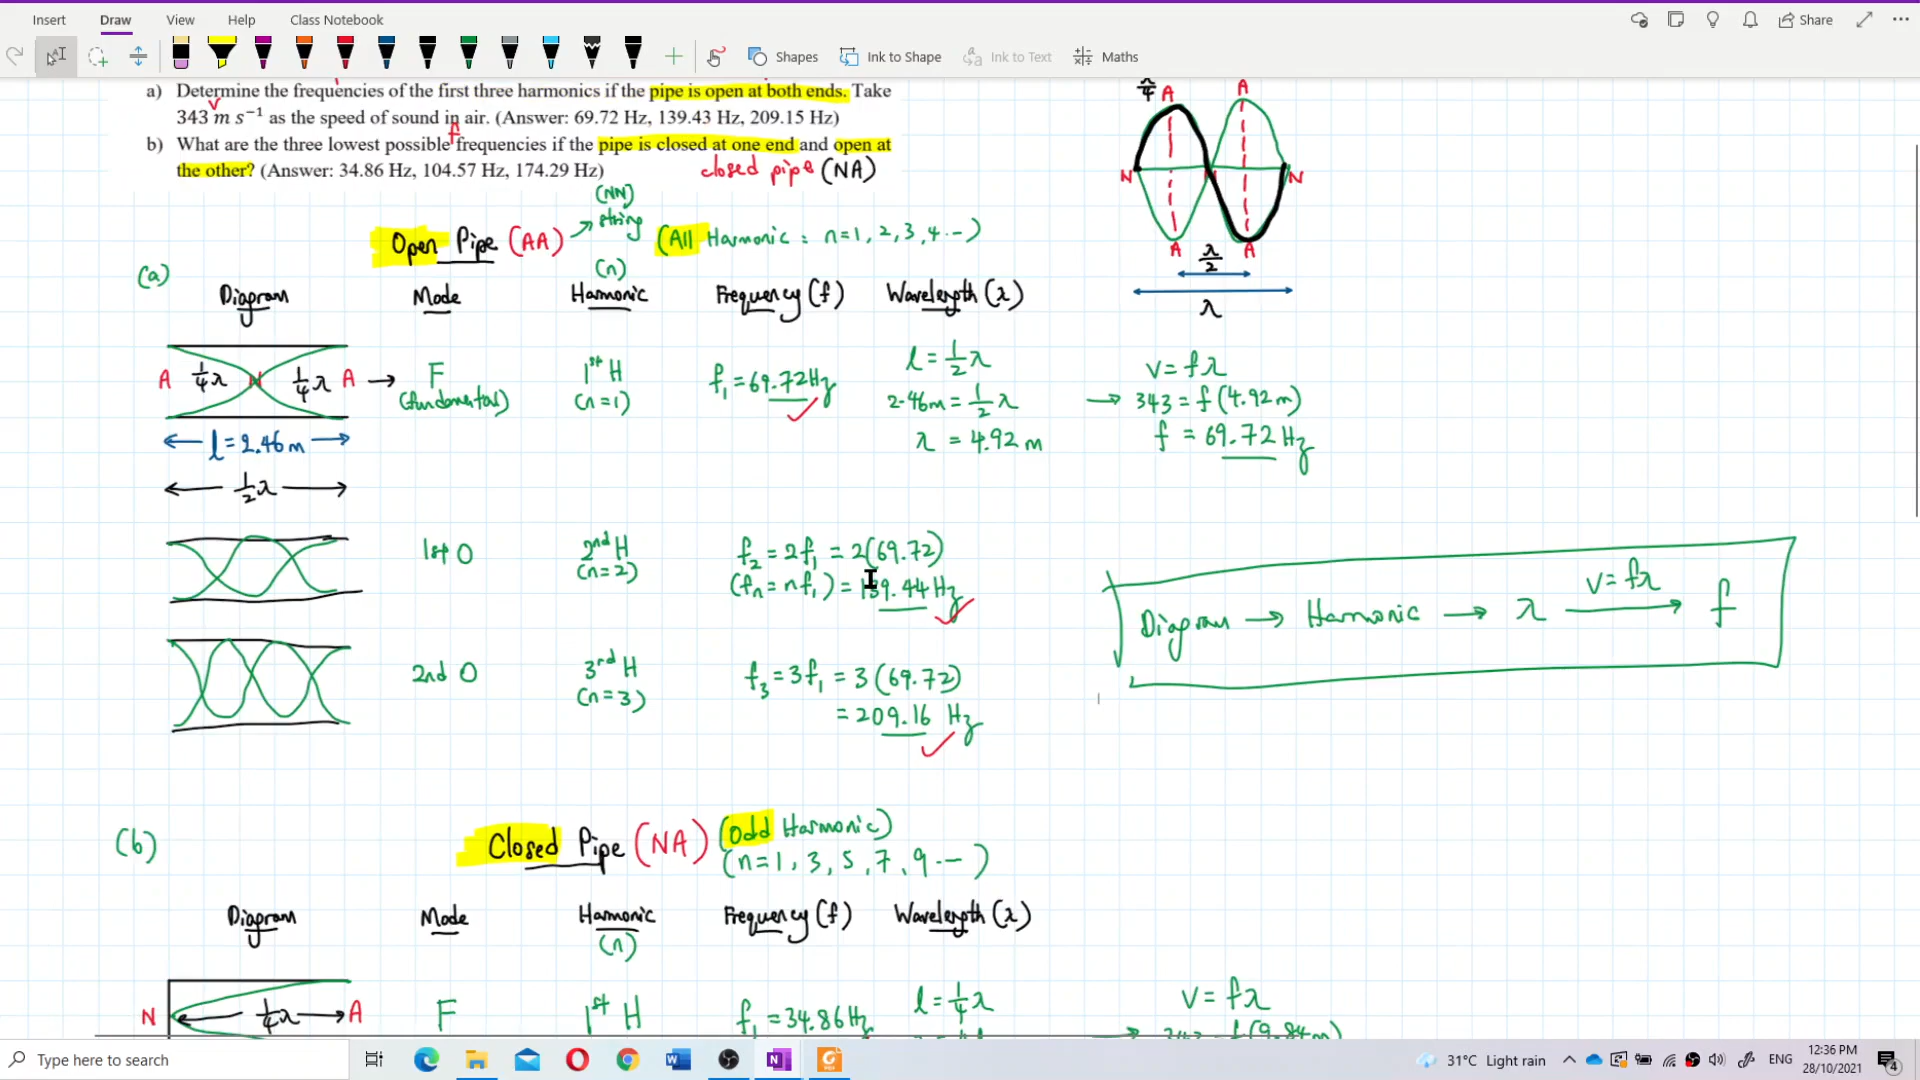 Insert Draw View Help Class Notebook
Share
Shapes Ink to Shape Ink to Text Maths
a) Determine the frequencies of the first three harmonics if the pipe is open at both ends. Take
343 m s⁻¹ as the speed of sound in air. (Answer: 69.72 Hz, 139.43 Hz, 209.15 Hz)
v
f
b) What are the three lowest possible frequencies if the pipe is closed at one end and open at
the other? (Answer: 34.86 Hz, 104.57 Hz, 174.29 Hz)
closed pipe (NA)
λ/4 A A
N N
A A
λ/2
λ
(NN)
string
Open Pipe (AA) → (All Harmonic : n=1, 2, 3, 4 ...)
(a)
(n)
Diagram Mode Harmonic Frequency (f) Wavelength (λ)
A ¼λ N ¼λ A → F 1st H f₁ = 69.72Hz l = ½λ v = fλ
(fundamental) (n=1) 2.46m = ½λ → 343 = f(4.92m)
l = 2.46m λ = 4.92 m f = 69.72 Hz
½λ
1st O 2nd H f₂ = 2f₁ = 2(69.72)
(n=2) (fn = nf₁) = 139.44 Hz
Diagram → Harmonic → λ v=fλ → f
2nd O 3rd H f₃ = 3f₁ = 3(69.72)
(n=3) = 209.16 Hz
(b) Closed Pipe (NA) (Odd Harmonic)
(n=1, 3, 5, 7, 9 ...)
Diagram Mode Harmonic Frequency (f) Wavelength (λ)
(n)
N ¼λ A F 1st H f₁ = 34.86Hz l = ¼λ v = fλ
343 = f(9.84m)
Type here to search
31°C Light rain
ENG
12:36 PM
28/10/2021
4